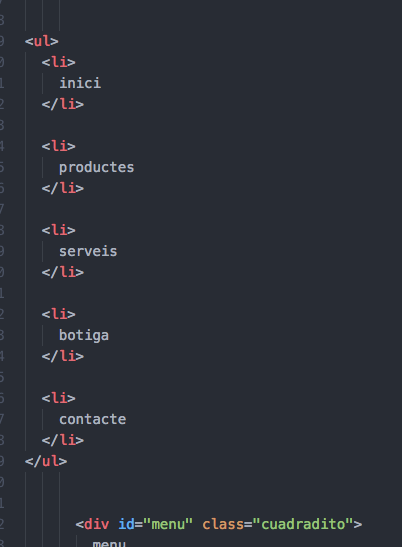 <ul>
<li>
inici
</li>
<li>
productes
</li>
<li>
serveis
</li>
<li>
botiga
</li>
<li>
contacte
</li>
</ul>
<div id="menu" class="cuadradito">
menu